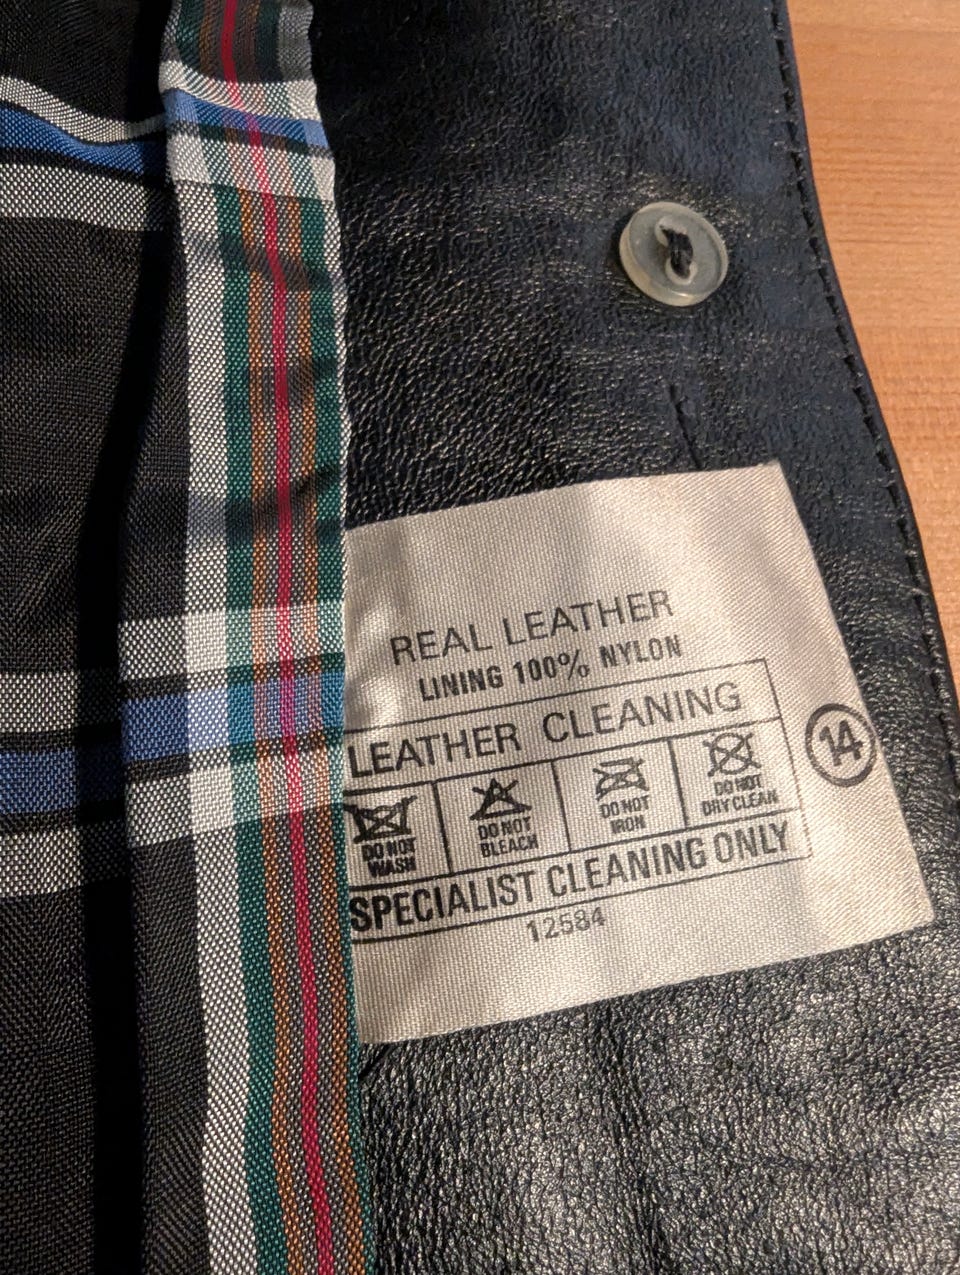 REAL LEATHER
LINING 100% NYLON
LEATHER CLEANING
14
DO NOT WASH
DO NOT BLEACH
DO NOT IRON
DO NOT DRY CLEAN
SPECIALIST CLEANING ONLY
12584